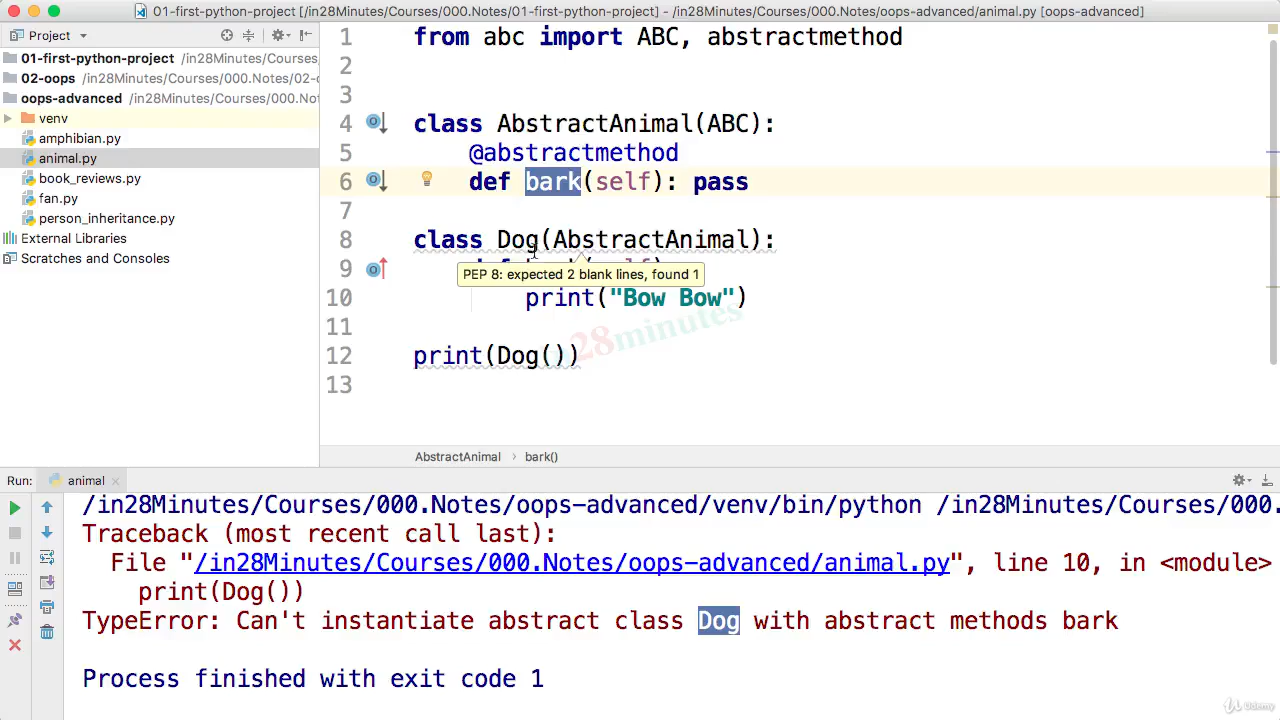 01-first-python-project [/in28Minutes/Courses/000.Notes/01-first-python-project] - /in28Minutes/Courses/000.Notes/oops-advanced/animal.py [oops-advanced]
Project
01-first-python-project /in28Minutes/Courses
02-oops /in28Minutes/Courses/000.Notes/02-
oops-advanced /in28Minutes/Courses/000.Not
venv
amphibian.py
animal.py
book_reviews.py
fan.py
person_inheritance.py
External Libraries
Scratches and Consoles
1 from abc import ABC, abstractmethod
2
3
4 class AbstractAnimal(ABC):
5 @abstractmethod
6 def bark(self): pass
7
8 class Dog(AbstractAnimal):
9
PEP 8: expected 2 blank lines, found 1
10 print("Bow Bow")
11
12 print(Dog())
13
28minutes
AbstractAnimal › bark()
Run: animal
/in28Minutes/Courses/000.Notes/oops-advanced/venv/bin/python /in28Minutes/Courses/000.
Traceback (most recent call last):
File "/in28Minutes/Courses/000.Notes/oops-advanced/animal.py", line 10, in <module>
print(Dog())
TypeError: Can't instantiate abstract class Dog with abstract methods bark
Process finished with exit code 1
Udemy